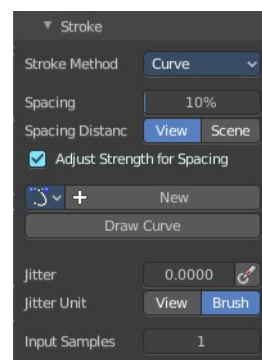 Stroke
Stroke Method Curve
Spacing 10%
Spacing Distanc View Scene
Adjust Strength for Spacing
New
Draw Curve
Jitter 0.0000
Jitter Unit View Brush
Input Samples 1